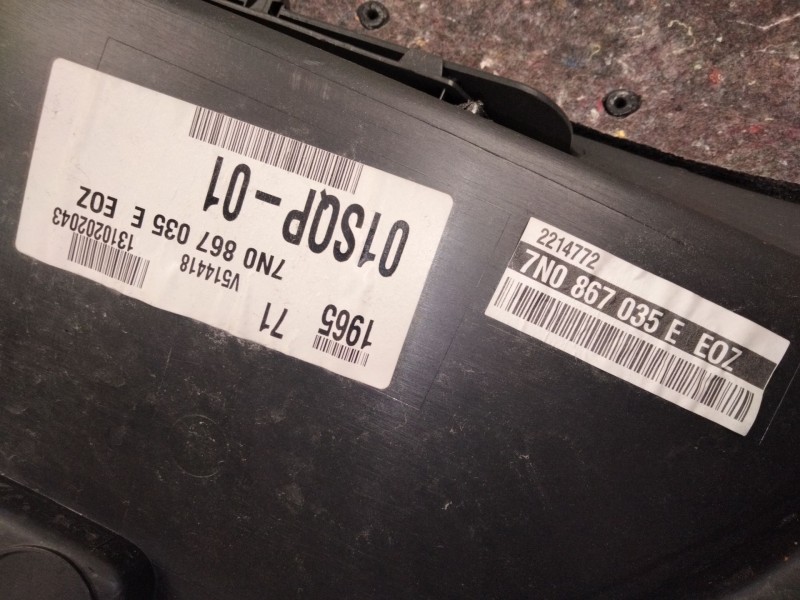 1965
71
V514418
1310202043
7N0 867 035 E EOZ
01SQP-01
2214772
7N0 867 035 E EOZ